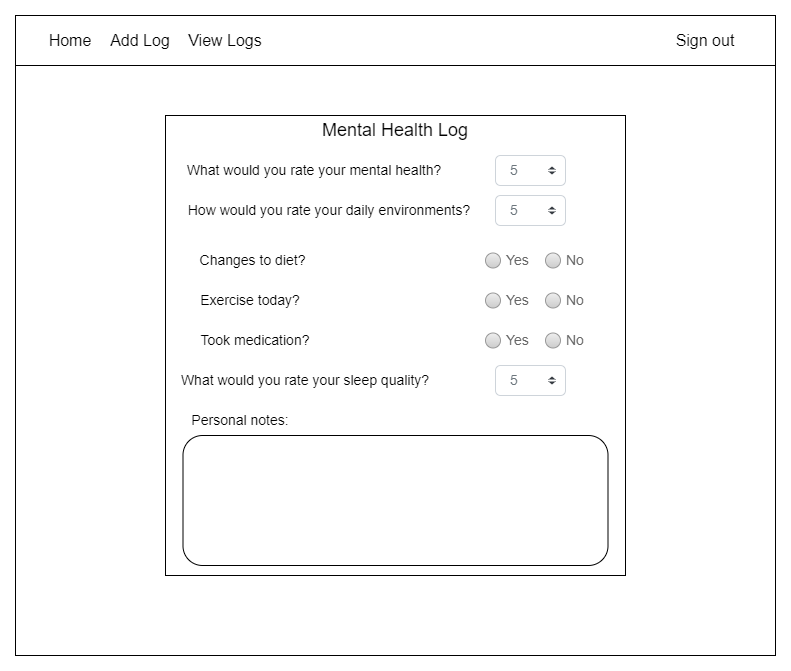 Home Add Log View Logs Sign out
Mental Health Log
What would you rate your mental health? 5
How would you rate your daily environments? 5
Changes to diet? Yes No
Exercise today? Yes No
Took medication? Yes No
What would you rate your sleep quality? 5
Personal notes: